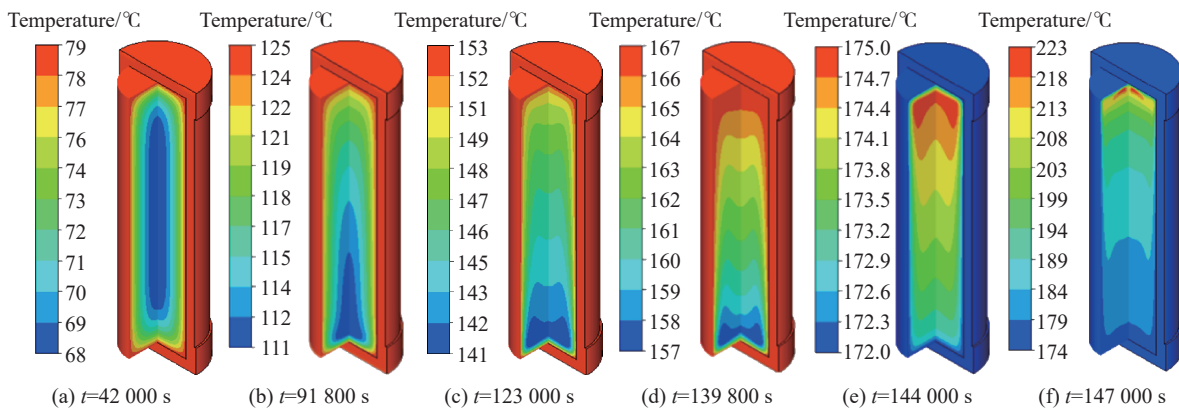 Temperature/℃ Temperature/℃ Temperature/℃ Temperature/℃ Temperature/℃ Temperature/℃
79 125 153 167 175.0 223
78 124 152 166 174.7 218
77 122 151 165 174.4 213
76 121 149 164 174.1 208
74 119 148 163 173.8 203
73 118 147 162 173.5 199
72 117 146 161 173.2 194
71 115 145 160 172.9 189
70 114 143 159 172.6 184
69 112 142 158 172.3 179
68 111 141 157 172.0 174
(a) t=42 000 s (b) t=91 800 s (c) t=123 000 s (d) t=139 800 s (e) t=144 000 s (f) t=147 000 s